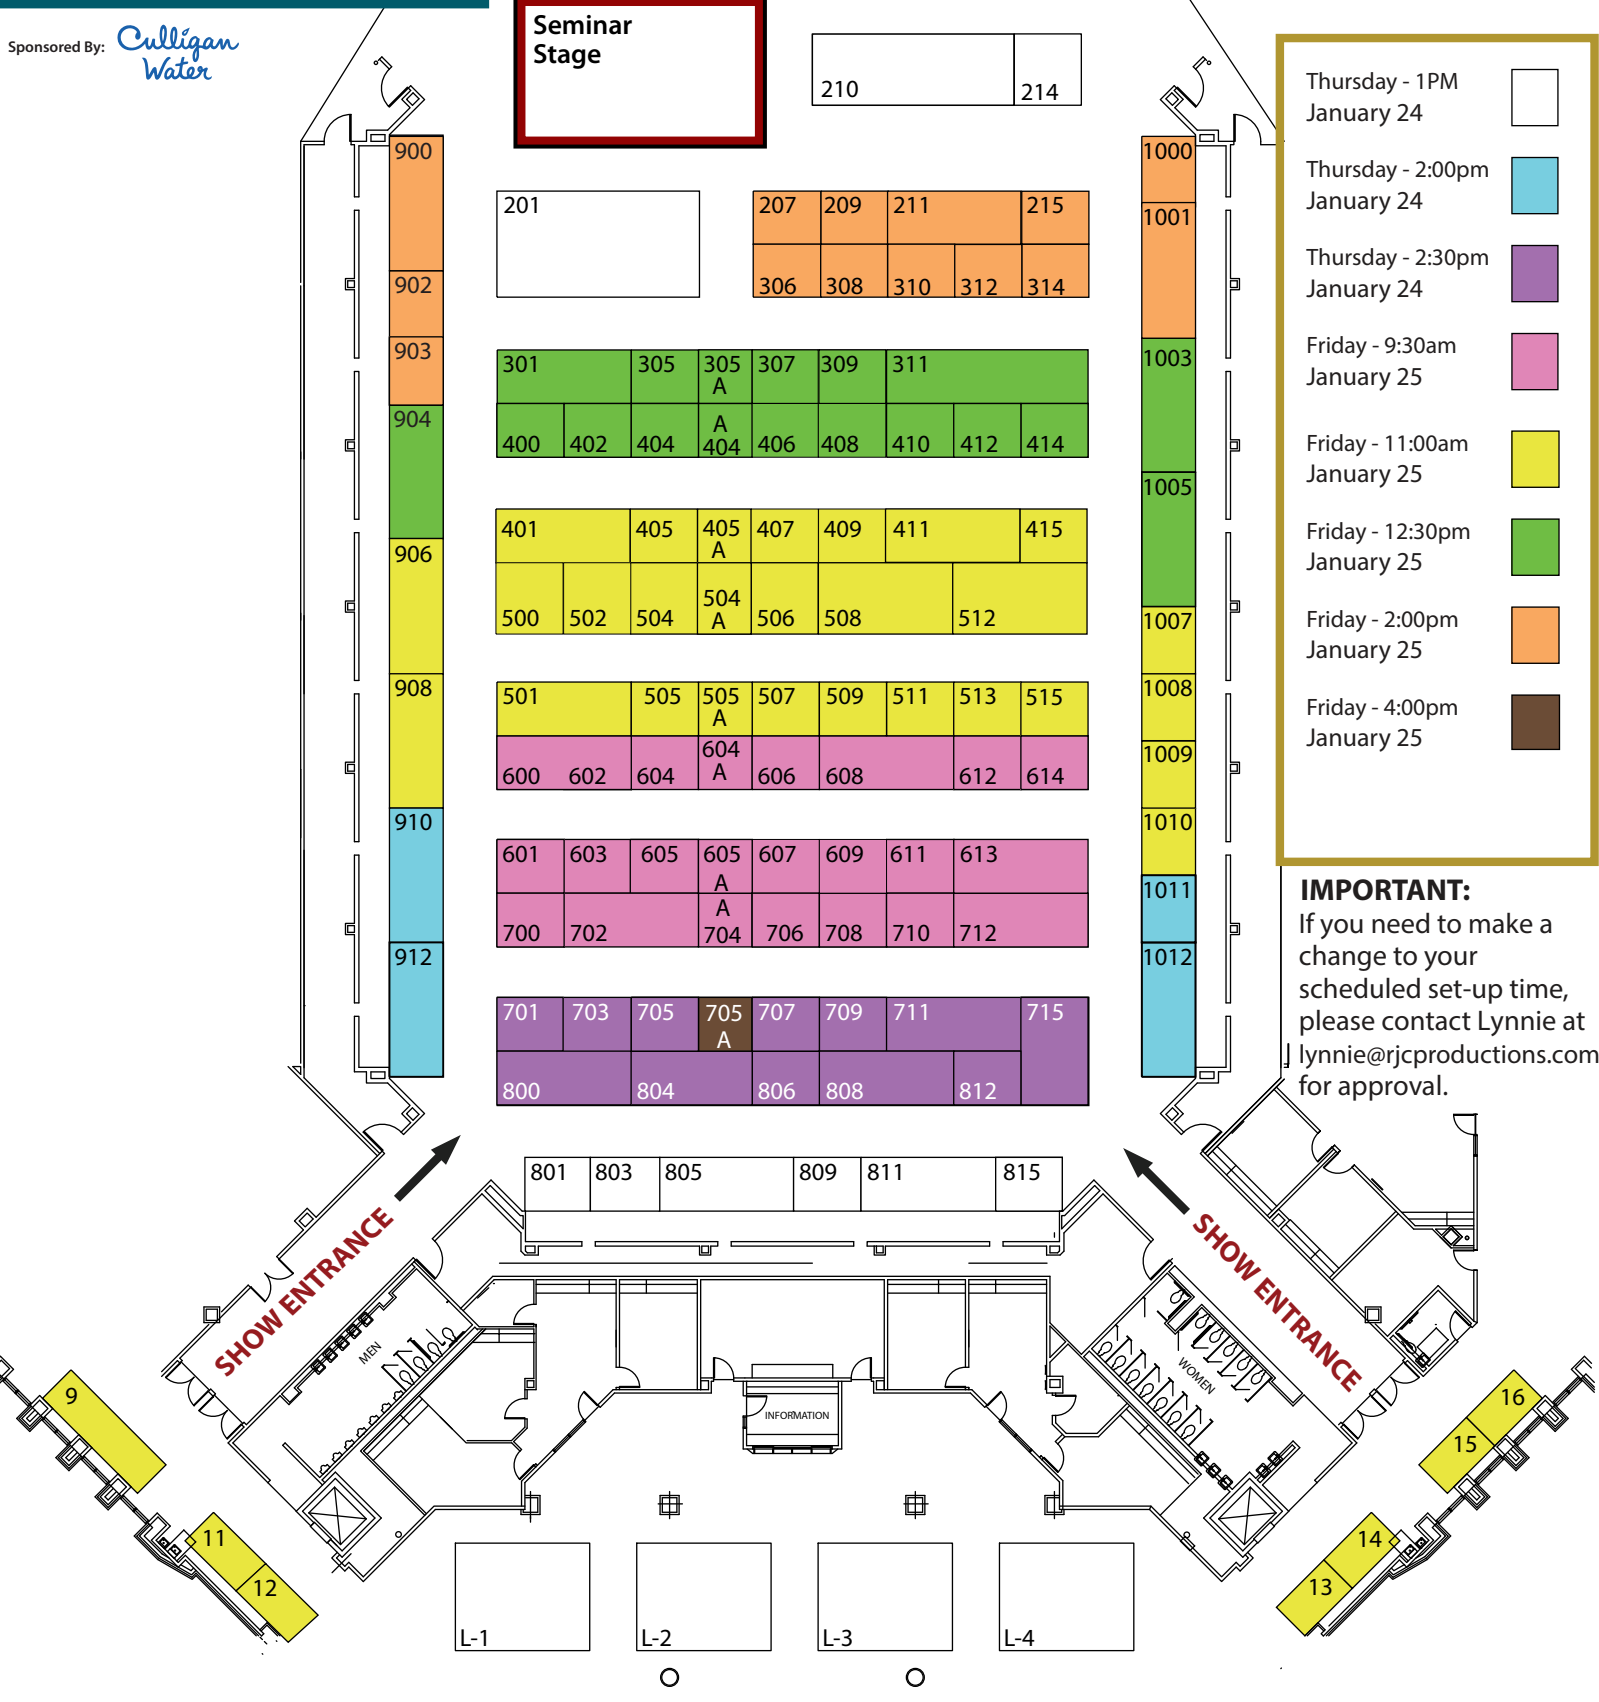 Sponsored By:
Culligan
Water
Seminar
Stage
210
214
Thursday - 1PM
January 24
Thursday - 2:00pm
January 24
Thursday - 2:30pm
January 24
Friday - 9:30am
January 25
Friday - 11:00am
January 25
Friday - 12:30pm
January 25
Friday - 2:00pm
January 25
Friday - 4:00pm
January 25
IMPORTANT:
If you need to make a
change to your
scheduled set-up time,
please contact Lynnie at
lynnie@rjcproductions.com
for approval.
900
902
903
904
906
908
910
912
201
207 209 211 215
306 308 310 312 314
301 305 305 307 309 311
A
A
400 402 404 404 406 408 410 412 414
401 405 405 407 409 411 415
A
504
500 502 504 A 506 508 512
501 505 505 507 509 511 513 515
A
604
600 602 604 A 606 608 612 614
601 603 605 605 607 609 611 613
A
A
700 702 704 706 708 710 712
701 703 705 705 707 709 711 715
A
800 804 806 808 812
801 803 805 809 811 815
1000
1001
1003
1005
1007
1008
1009
1010
1011
1012
SHOW ENTRANCE
SHOW ENTRANCE
MEN
WOMEN
INFORMATION
9
11
12
16
15
14
13
L-1 L-2 L-3 L-4